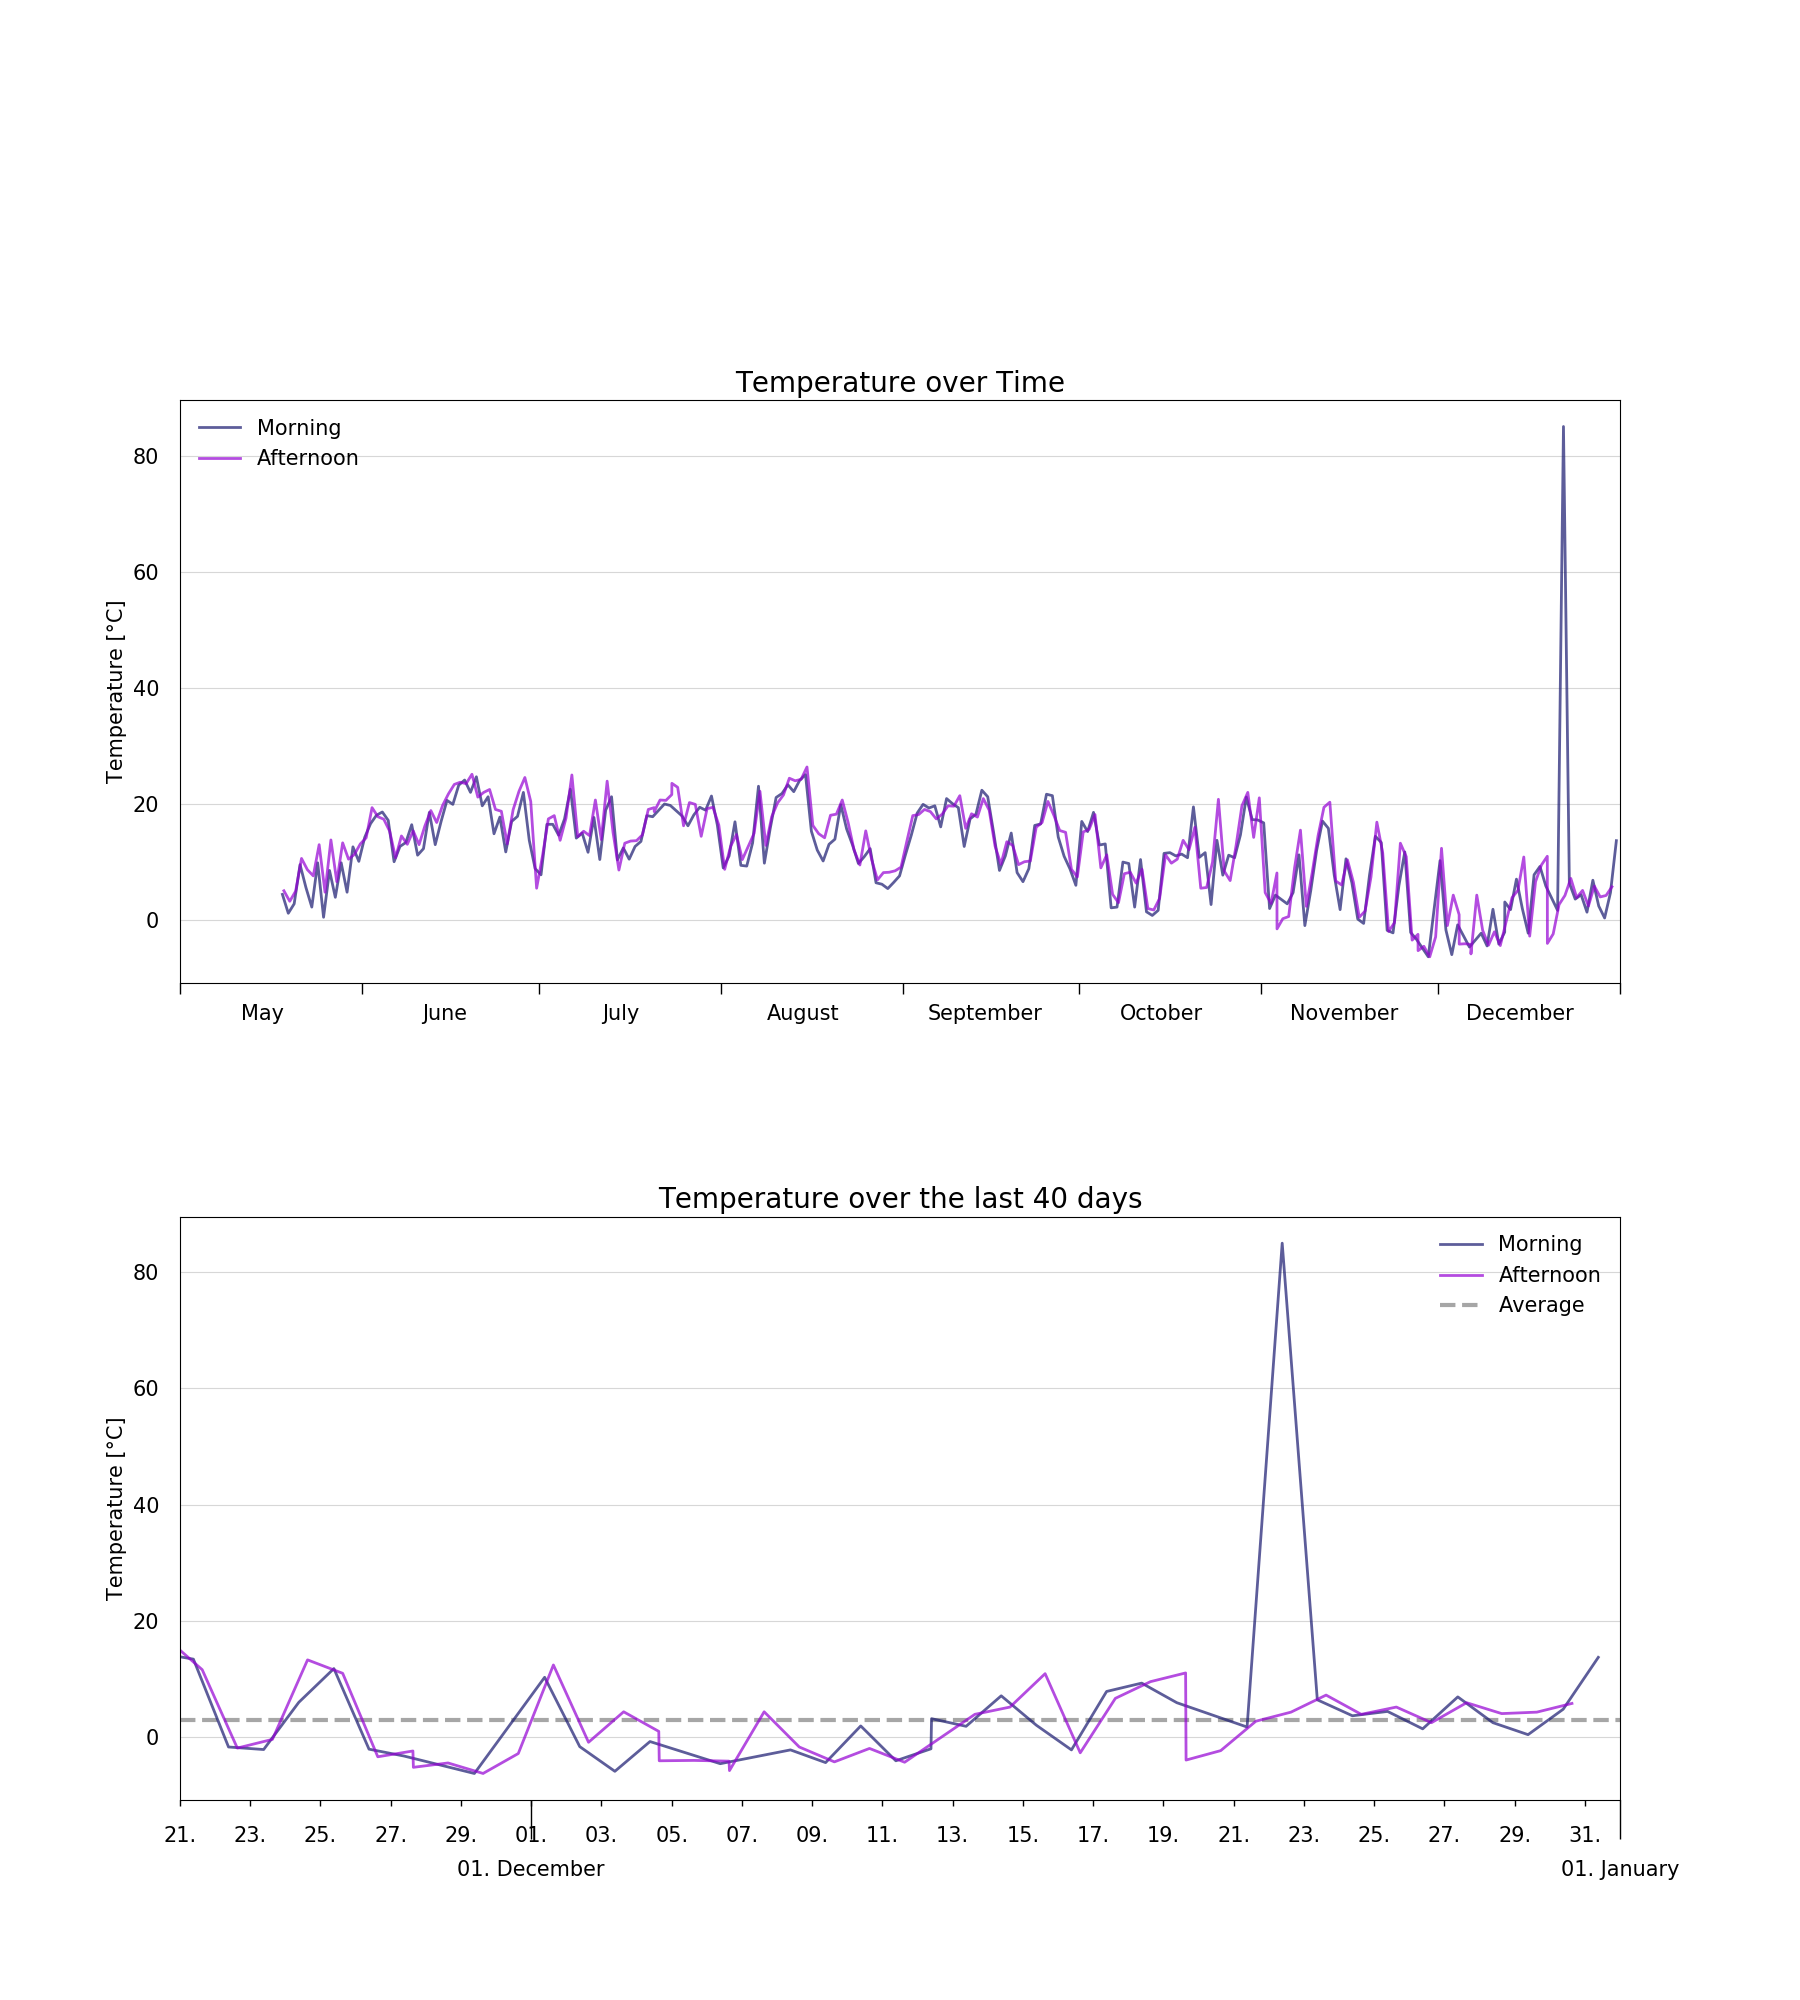 Temperature over Time
Morning
Afternoon
80
60
40
20
0
Temperature [°C]
May June July August September October November December
Temperature over the last 40 days
Morning
Afternoon
Average
80
60
40
20
0
Temperature [°C]
21. 23. 25. 27. 29. 01. 03. 05. 07. 09. 11. 13. 15. 17. 19. 21. 23. 25. 27. 29. 31.
01. December 01. January